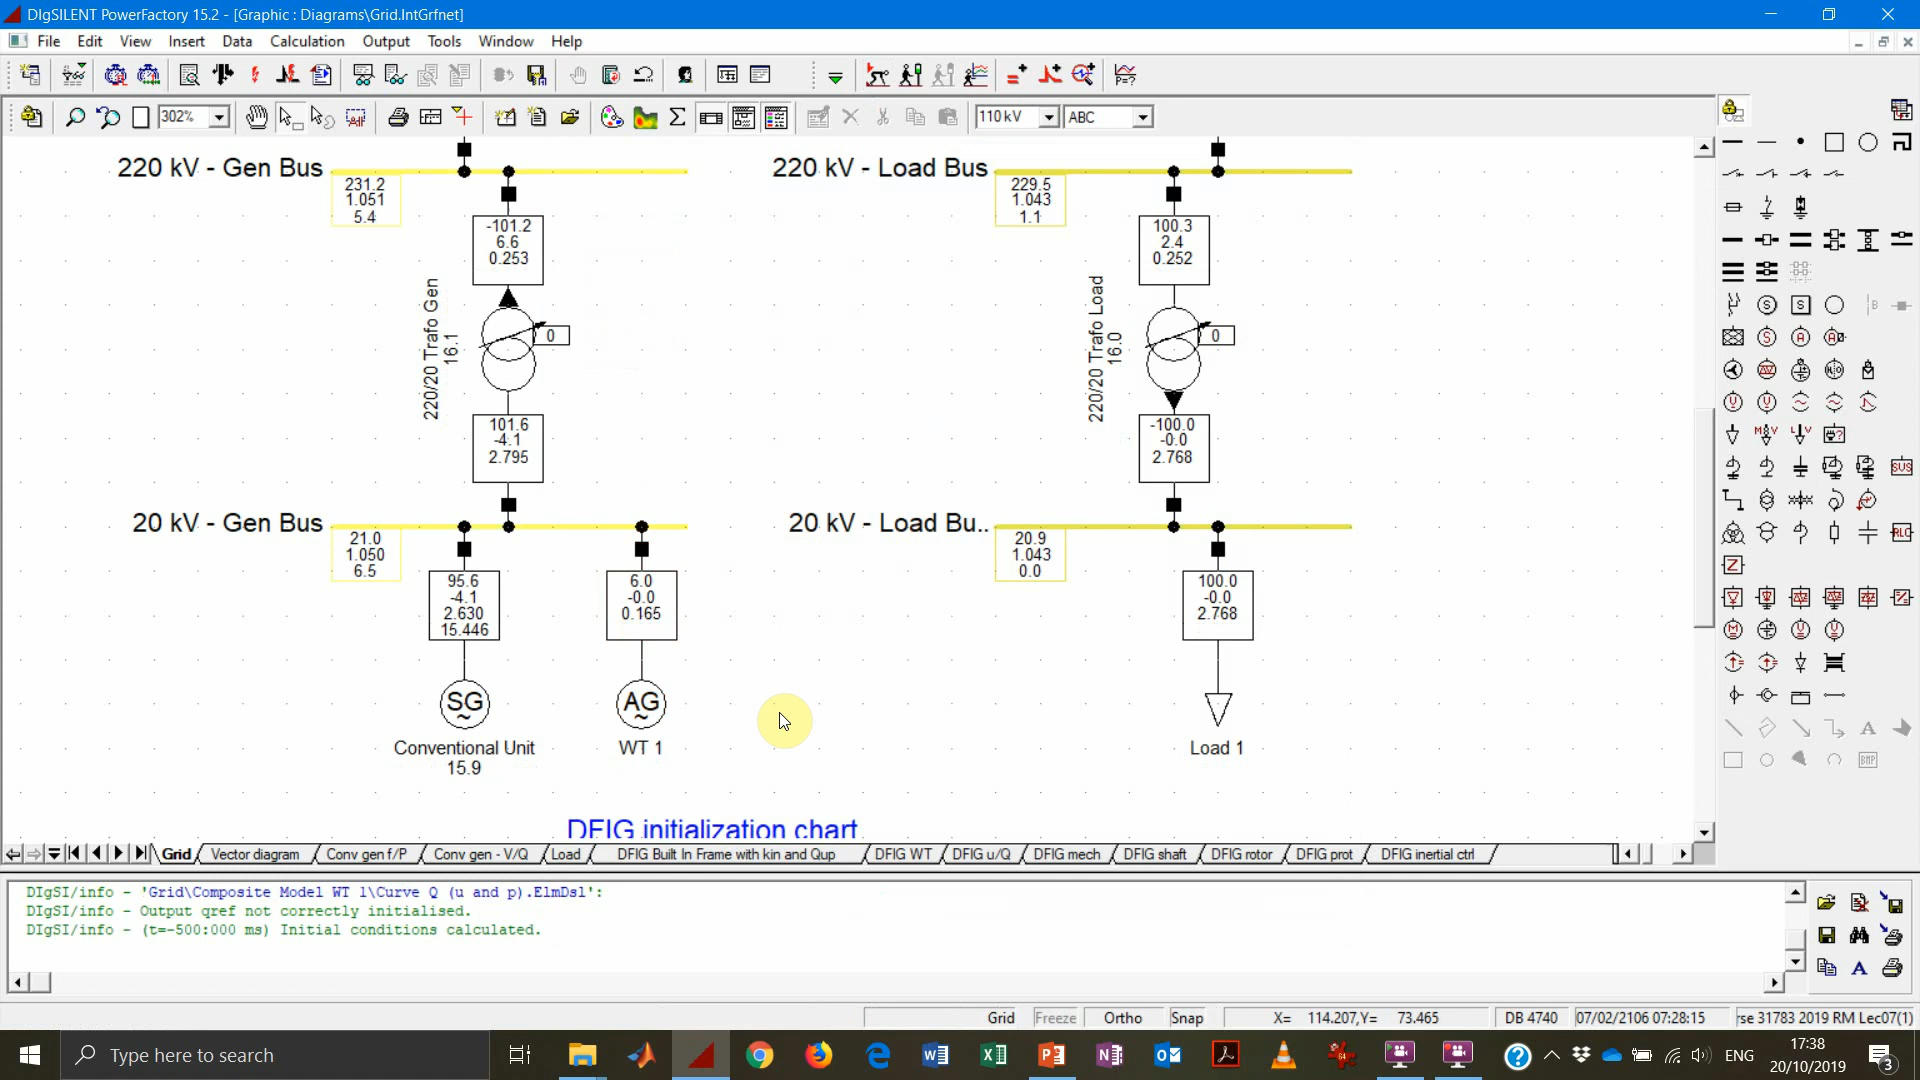 DIgSILENT PowerFactory 15.2 - [Graphic : Diagrams\Grid.IntGrfnet]
File Edit View Insert Data Calculation Output Tools Window Help
302%
110 kV
ABC
220 kV - Gen Bus
231.2
1.051
5.4
-101.2
6.6
0.253
220/20 Trafo Gen
16.1
0
101.6
-4.1
2.795
20 kV - Gen Bus
21.0
1.050
6.5
95.6
-4.1
2.630
15.446
6.0
-0.0
0.165
SG
~
Conventional Unit
15.9
AG
~
WT 1
220 kV - Load Bus
229.5
1.043
1.1
100.3
2.4
0.252
220/20 Trafo Load
16.0
0
-100.0
-0.0
2.768
20 kV - Load Bu..
20.9
1.043
0.0
100.0
-0.0
2.768
Load 1
DFIG initialization chart
Grid Vector diagram Conv gen f/P Conv gen - V/Q Load DFIG Built In Frame with kin and Qup DFIG WT DFIG u/Q DFIG mech DFIG shaft DFIG rotor DFIG prot DFIG inertial ctrl
DIgSI/info - 'Grid\Composite Model WT 1\Curve Q (u and p).ElmDsl':
DIgSI/info - Output qref not correctly initialised.
DIgSI/info - (t=-500:000 ms) Initial conditions calculated.
Grid Freeze Ortho Snap X= 114.207,Y= 73.465 DB 4740 07/02/2106 07:28:15 rse 31783 2019 RM Lec07(1)
Type here to search
ENG
17:38
20/10/2019
3